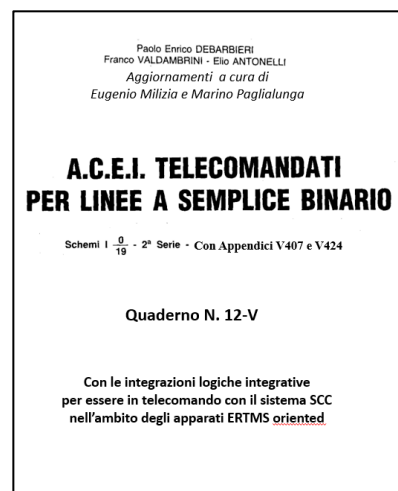 Paolo Enrico DEBARBIERI
Franco VALDAMBRINI - Elio ANTONELLI
Aggiornamenti a cura di
Eugenio Milizia e Marino Paglialunga
A.C.E.I. TELECOMANDATI
PER LINEE A SEMPLICE BINARIO
Schemi I 0/19 - 2ª Serie - Con Appendici V407 e V424
Quaderno N. 12-V
Con le integrazioni logiche integrative
per essere in telecomando con il sistema SCC
nell'ambito degli apparati ERTMS oriented